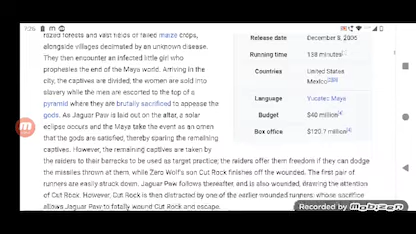 7:26
razed forests and vast fields of failed maize crops,
alongside villages decimated by an unknown disease.
They then encounter an infected little girl who
prophesies the end of the Maya world. Arriving in
the city, the captives are divided, the women are sold into
slavery while the men are escorted to the top of a
pyramid where they are brutally sacrificed to appease the
gods. As Jaguar Paw is laid out on the altar, a solar
eclipse occurs and the Maya take the event as an omen
that the gods are satisfied, thereby sparing the remaining
captives. However, the remaining captives are taken by
the raiders to their barracks to be used as target practice; the raiders offer them freedom if they can dodge
the missiles thrown at them, while Zero Wolf's son Cut Rock finishes off the wounded. The first pair of
runners are easily struck down. Jaguar Paw follows thereafter, and is also wounded, drawing the attention
of Cut Rock. However, Cut Rock is then distracted by one of the earlier wounded runners; whose sacrifice
allows Jaguar Paw to fatally wound Cut Rock and escape.
Release date December 8, 2006
Running time 138 minutes
Countries United States
Mexico
Language Yucatec Maya
Budget $40 million
Box office $120.7 million
Recorded by
MOBIZEN